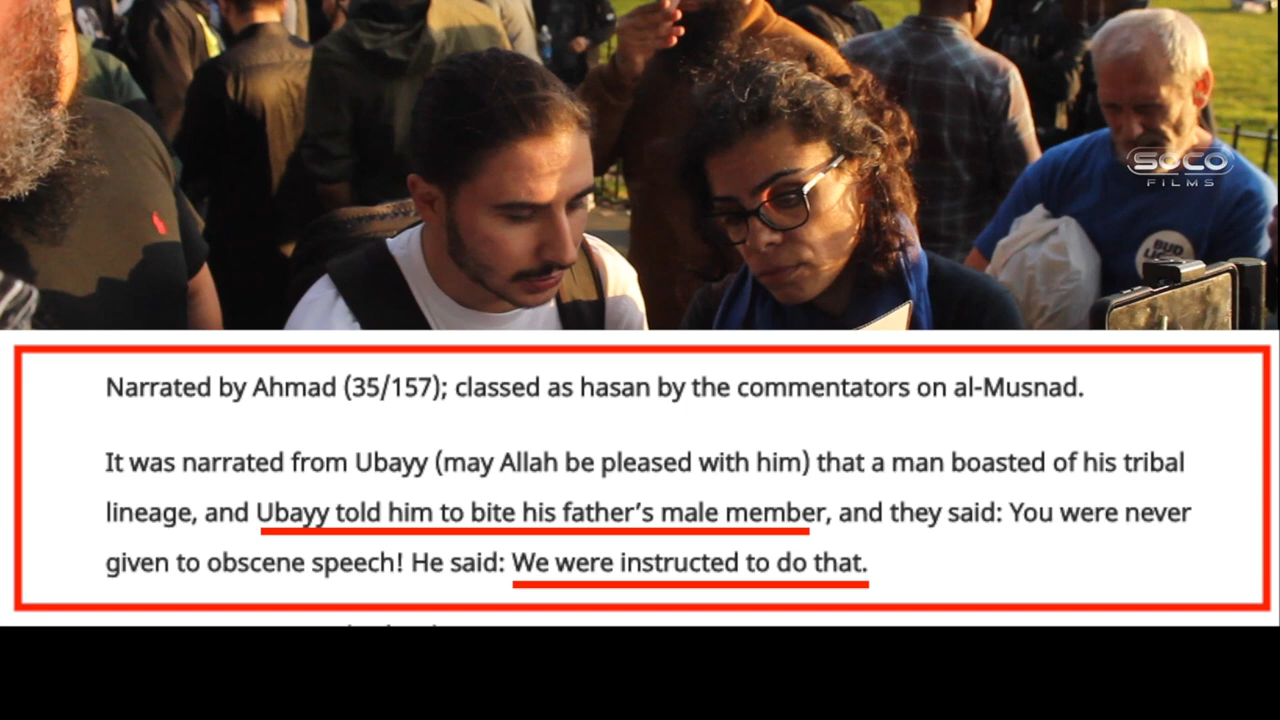 SOCO
FILMS
BUD
Narrated by Ahmad (35/157); classed as hasan by the commentators on al-Musnad.
It was narrated from Ubayy (may Allah be pleased with him) that a man boasted of his tribal
lineage, and Ubayy told him to bite his father's male member, and they said: You were never
given to obscene speech! He said: We were instructed to do that.